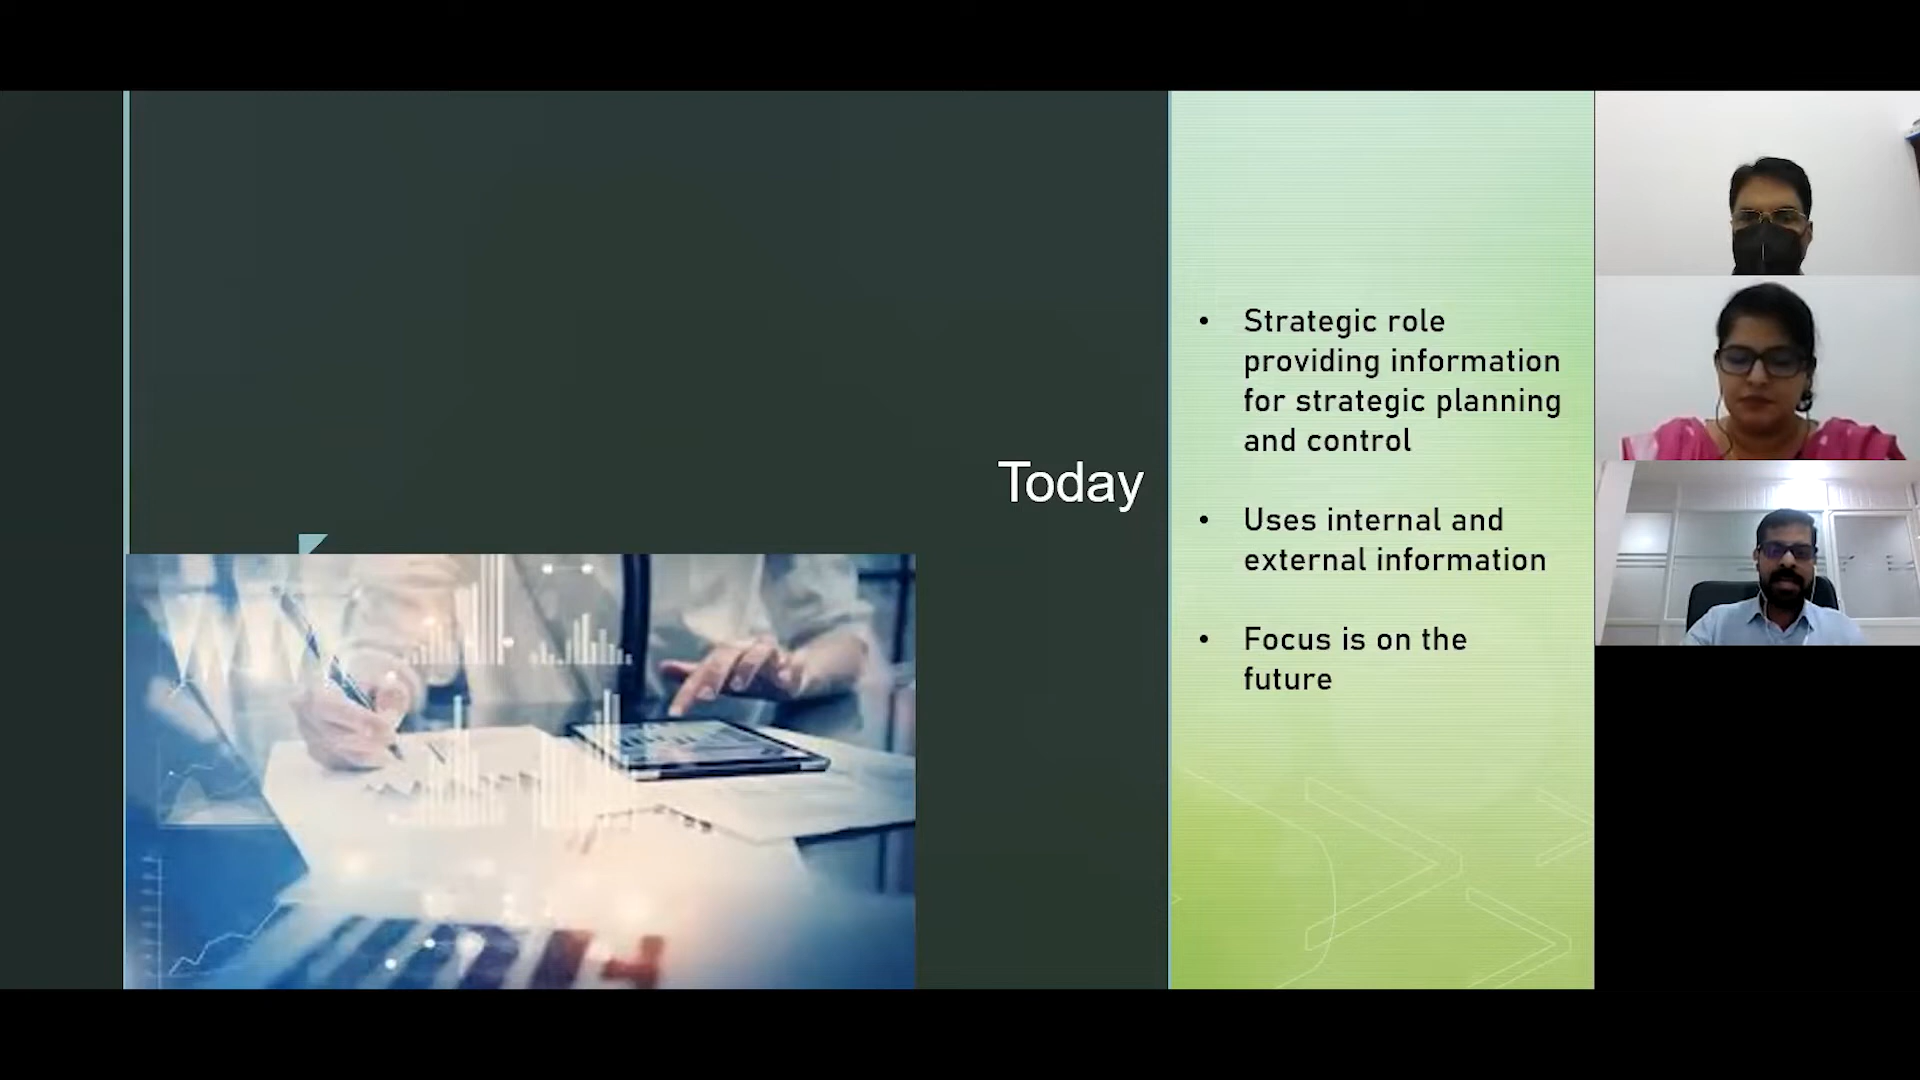 Today
• Strategic role
providing information
for strategic planning
and control
• Uses internal and
external information
• Focus is on the
future